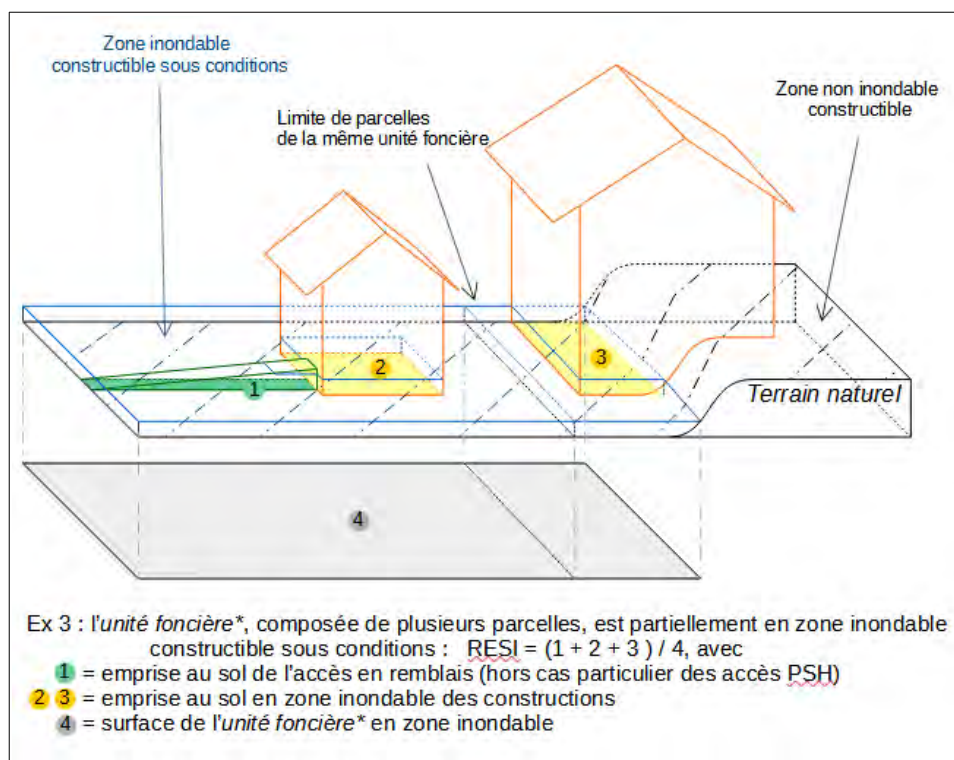 Zone inondable
constructible sous conditions
Limite de parcelles
de la même unité foncière
Zone non inondable
constructible
1
2
3
Terrain naturel
4
Ex 3 : l'unité foncière*, composée de plusieurs parcelles, est partiellement en zone inondable
constructible sous conditions : RESI = (1 + 2 + 3 ) / 4, avec
1 = emprise au sol de l'accès en remblais (hors cas particulier des accès PSH)
2 3 = emprise au sol en zone inondable des constructions
4 = surface de l'unité foncière* en zone inondable